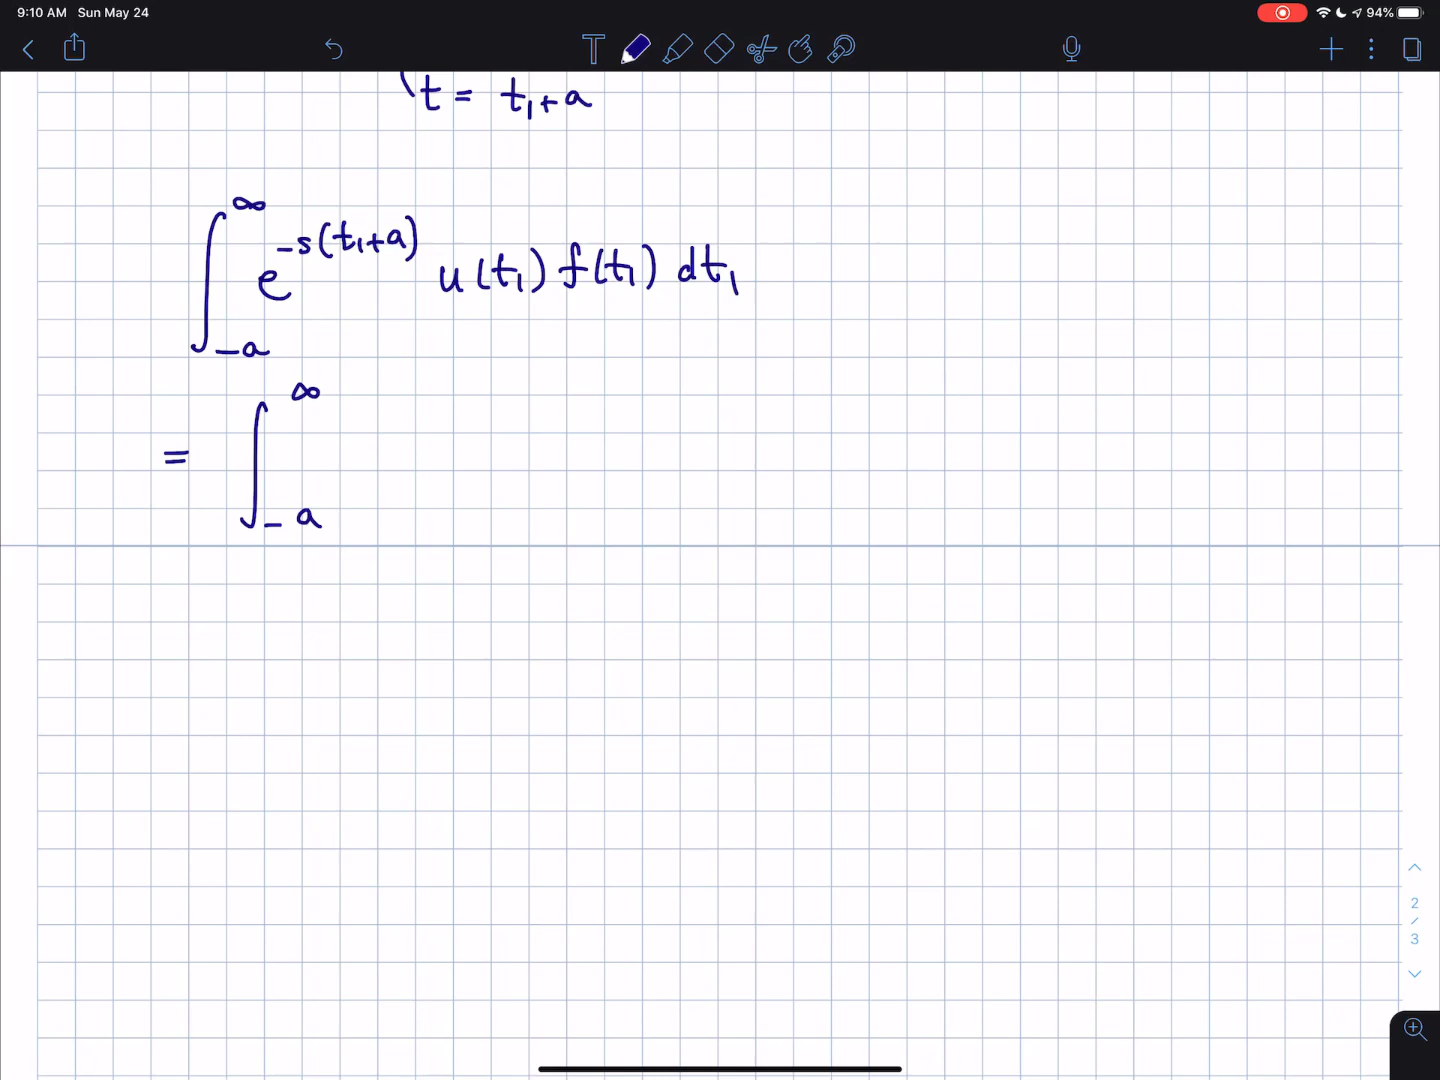 9:10 AM Sun May 24 94%
t = t₁+a
∫_{-a}^{∞} e^{-s(t₁+a)} u(t₁) f(t₁) dt₁
= ∫_{-a}^{∞}
2
/
3